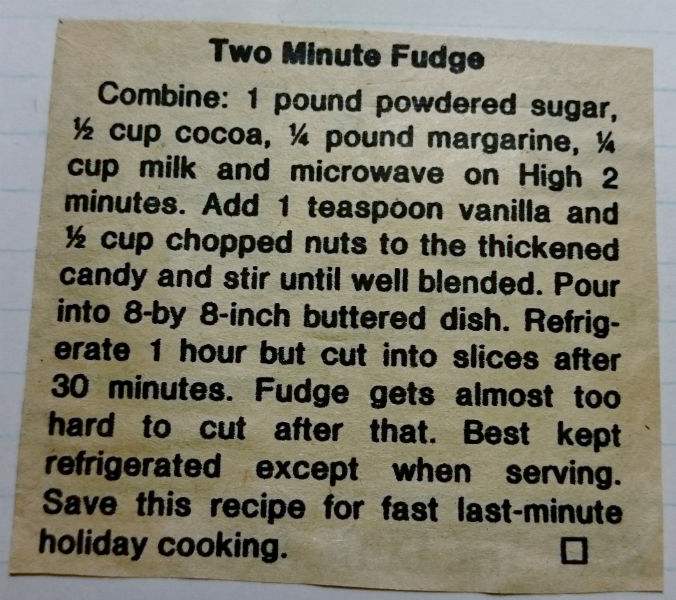 Two Minute Fudge
Combine: 1 pound powdered sugar,
½ cup cocoa, ¼ pound margarine, ¼
cup milk and microwave on High 2
minutes. Add 1 teaspoon vanilla and
½ cup chopped nuts to the thickened
candy and stir until well blended. Pour
into 8-by 8-inch buttered dish. Refrig-
erate 1 hour but cut into slices after
30 minutes. Fudge gets almost too
hard to cut after that. Best kept
refrigerated except when serving.
Save this recipe for fast last-minute
holiday cooking. □